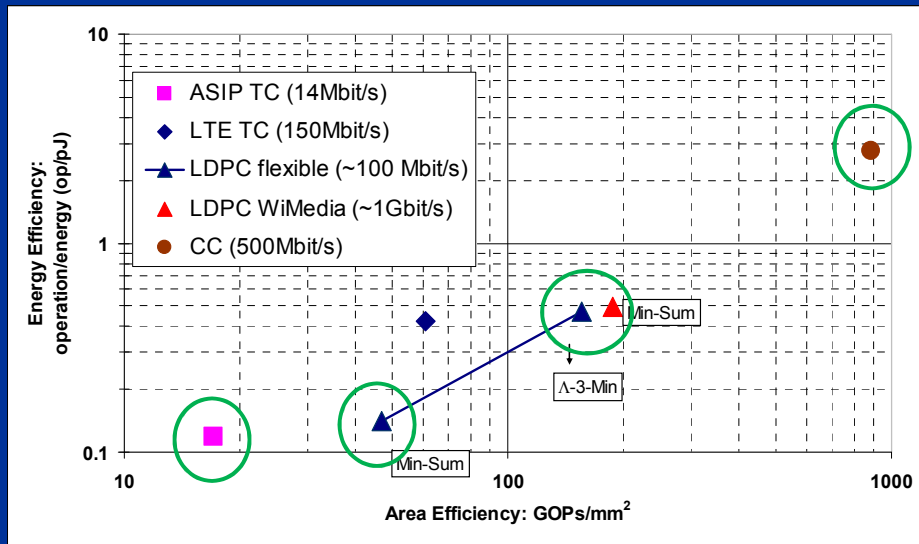 10
ASIP TC (14Mbit/s)
LTE TC (150Mbit/s)
LDPC flexible (~100 Mbit/s)
LDPC WiMedia (~1Gbit/s)
CC (500Mbit/s)
Energy Efficiency:
operation/energy (op/pJ)
1
Min-Sum
Λ-3-Min
Min-Sum
0.1
10
100
1000
Area Efficiency: GOPs/mm²